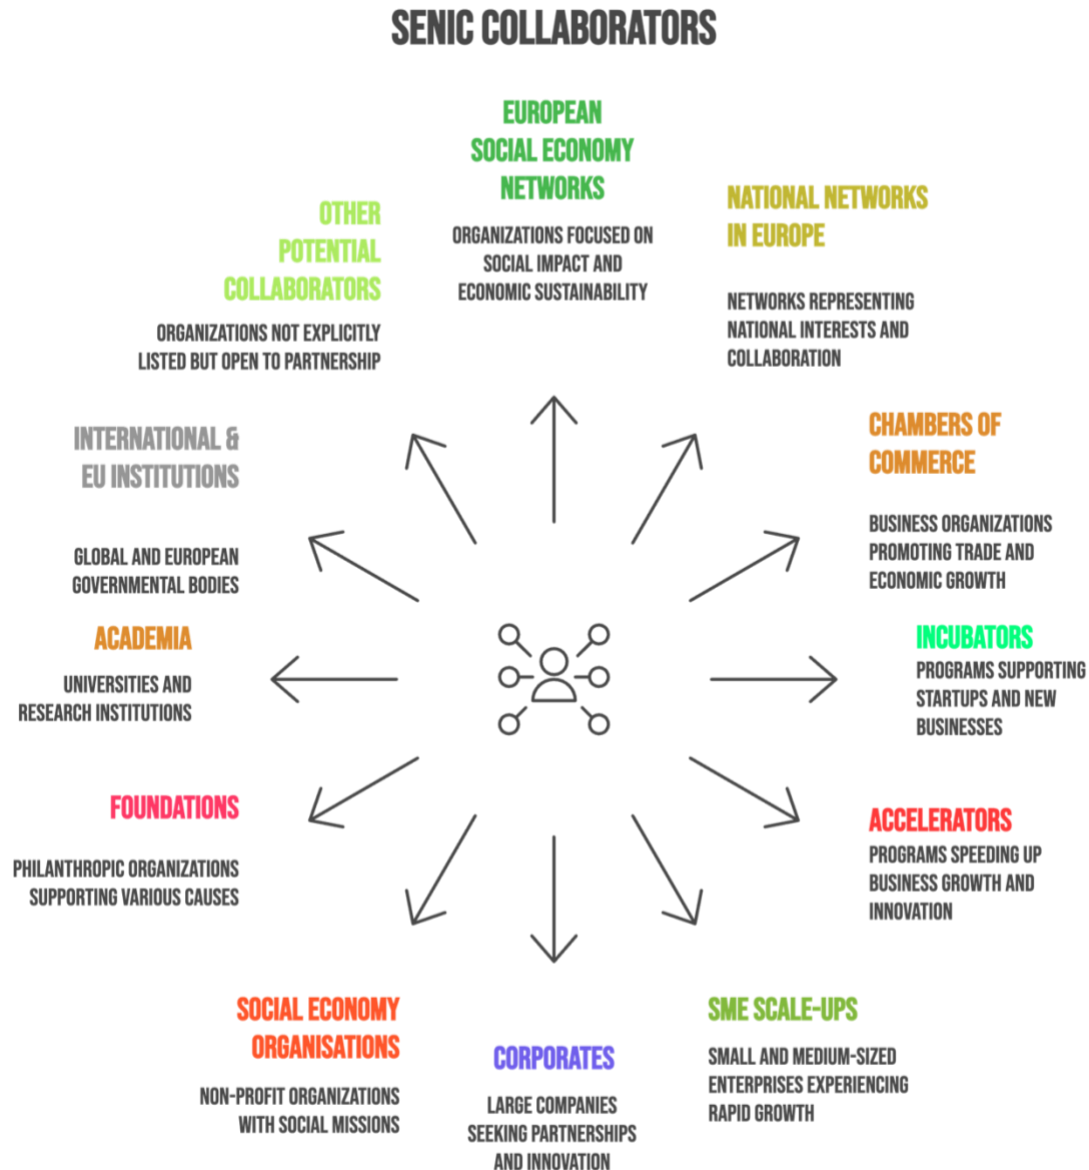 SENIC COLLABORATORS
EUROPEAN
SOCIAL ECONOMY
NETWORKS
ORGANIZATIONS FOCUSED ON
SOCIAL IMPACT AND
ECONOMIC SUSTAINABILITY
NATIONAL NETWORKS
IN EUROPE
NETWORKS REPRESENTING
NATIONAL INTERESTS AND
COLLABORATION
CHAMBERS OF
COMMERCE
BUSINESS ORGANIZATIONS
PROMOTING TRADE AND
ECONOMIC GROWTH
INCUBATORS
PROGRAMS SUPPORTING
STARTUPS AND NEW
BUSINESSES
ACCELERATORS
PROGRAMS SPEEDING UP
BUSINESS GROWTH AND
INNOVATION
SME SCALE-UPS
SMALL AND MEDIUM-SIZED
ENTERPRISES EXPERIENCING
RAPID GROWTH
CORPORATES
LARGE COMPANIES
SEEKING PARTNERSHIPS
AND INNOVATION
SOCIAL ECONOMY
ORGANISATIONS
NON-PROFIT ORGANIZATIONS
WITH SOCIAL MISSIONS
FOUNDATIONS
PHILANTHROPIC ORGANIZATIONS
SUPPORTING VARIOUS CAUSES
ACADEMIA
UNIVERSITIES AND
RESEARCH INSTITUTIONS
INTERNATIONAL &
EU INSTITUTIONS
GLOBAL AND EUROPEAN
GOVERNMENTAL BODIES
OTHER
POTENTIAL
COLLABORATORS
ORGANIZATIONS NOT EXPLICITLY
LISTED BUT OPEN TO PARTNERSHIP